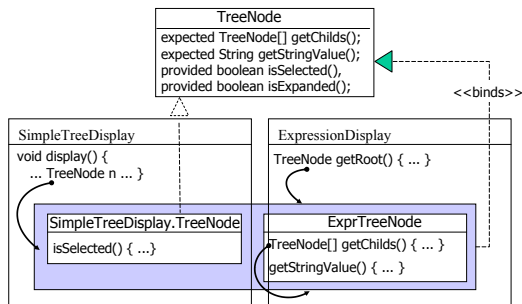 TreeNode
expected TreeNode[] getChilds();
expected String getStringValue();
provided boolean isSelected(),
provided boolean isExpanded();
<<binds>>
SimpleTreeDisplay
void display() {
... TreeNode n ... }
SimpleTreeDisplay.TreeNode
isSelected() { ...}
ExpressionDisplay
TreeNode getRoot() { ... }
ExprTreeNode
TreeNode[] getChilds() { ... }
getStringValue() { ... }